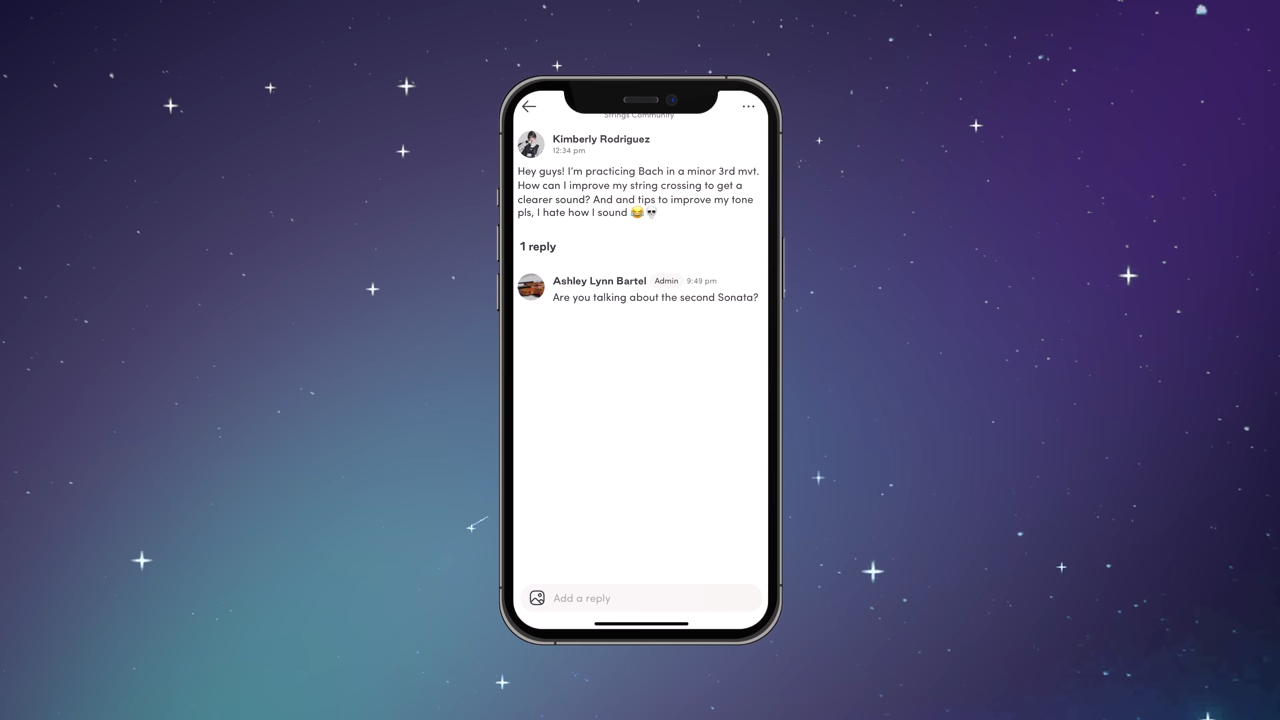 Strings Community
Kimberly Rodriguez
12:34 pm
Hey guys! I'm practicing Bach in a minor 3rd mvt.
How can I improve my string crossing to get a
clearer sound? And and tips to improve my tone
pls, I hate how I sound 😂💀
1 reply
Ashley Lynn Bartel Admin 9:49 pm
Are you talking about the second Sonata?
Add a reply